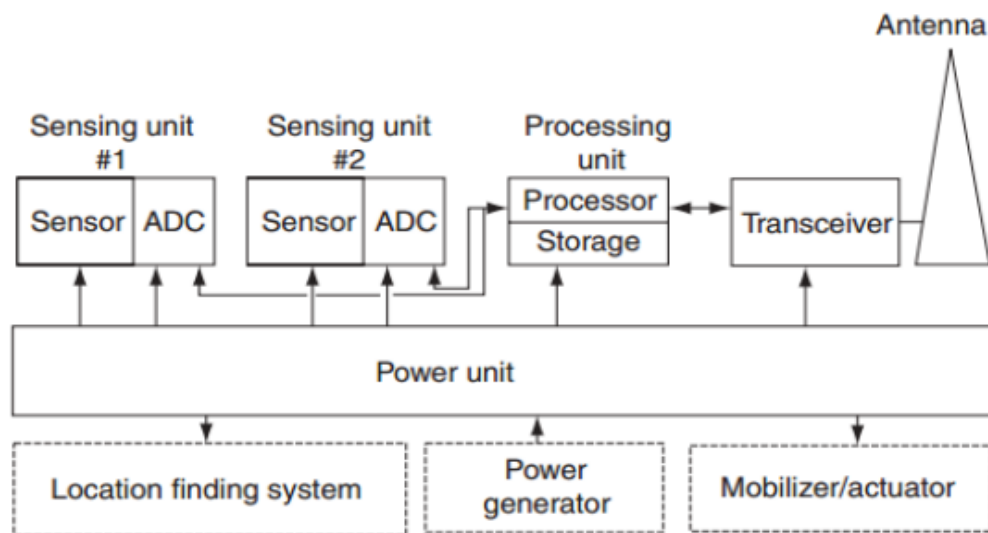 Antenna
Sensing unit
#1
Sensing unit
#2
Processing
unit
Sensor
ADC
Sensor
ADC
Processor
Storage
Transceiver
Power unit
Location finding system
Power
generator
Mobilizer/actuator